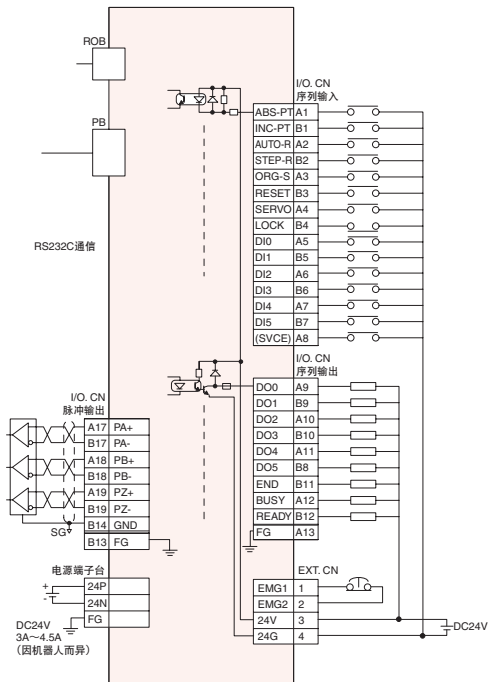 ROB
PB
RS232C通信
I/O. CN
序列输入
ABS-PT A1
INC-PT B1
AUTO-R A2
STEP-R B2
ORG-S A3
RESET B3
SERVO A4
LOCK B4
DI0 A5
DI1 B5
DI2 A6
DI3 B6
DI4 A7
DI5 B7
(SVCE) A8
I/O. CN
序列输出
DO0 A9
DO1 B9
DO2 A10
DO3 B10
DO4 A11
DO5 B8
END B11
BUSY A12
READY B12
FG A13
I/O. CN
脉冲输出
A17 PA+
B17 PA-
A18 PB+
B18 PB-
A19 PZ+
B19 PZ-
B14 GND
B13 FG
SG
电源端子台
+ 24P
- 24N
FG
DC24V
3A～4.5A
（因机器人而异）
EXT. CN
EMG1 1
EMG2 2
24V 3
24G 4
DC24V